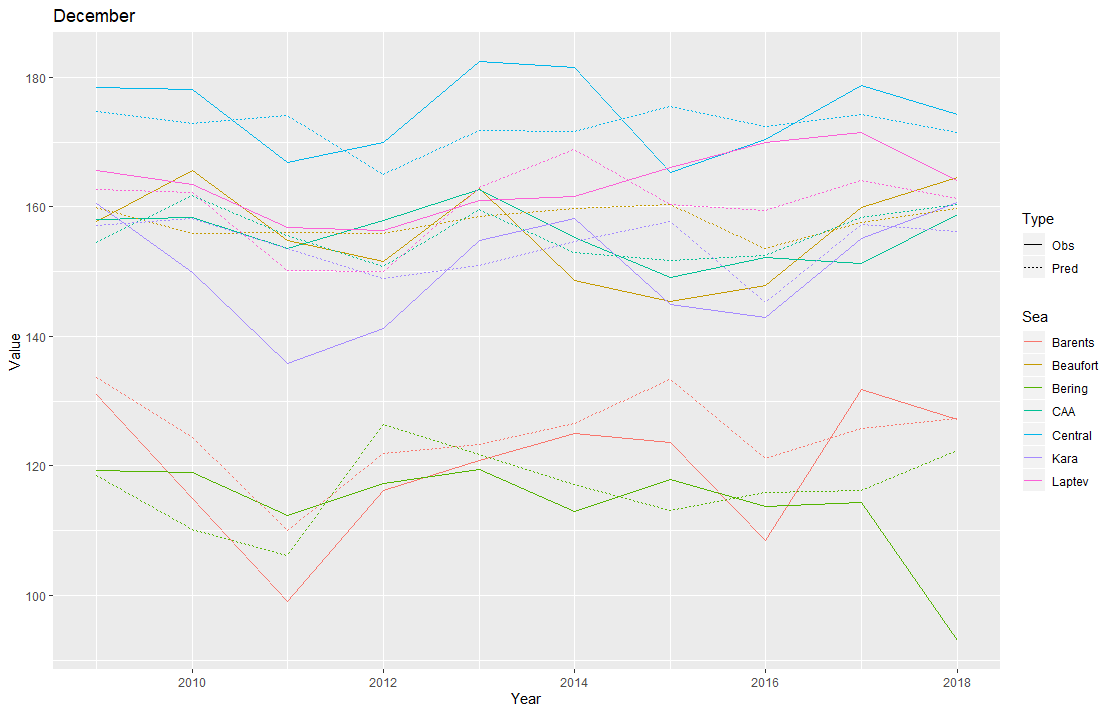 December
180
160
140
120
100
Value
2010
2012
2014
2016
2018
Year
Type
Obs
Pred
Sea
Barents
Beaufort
Bering
CAA
Central
Kara
Laptev